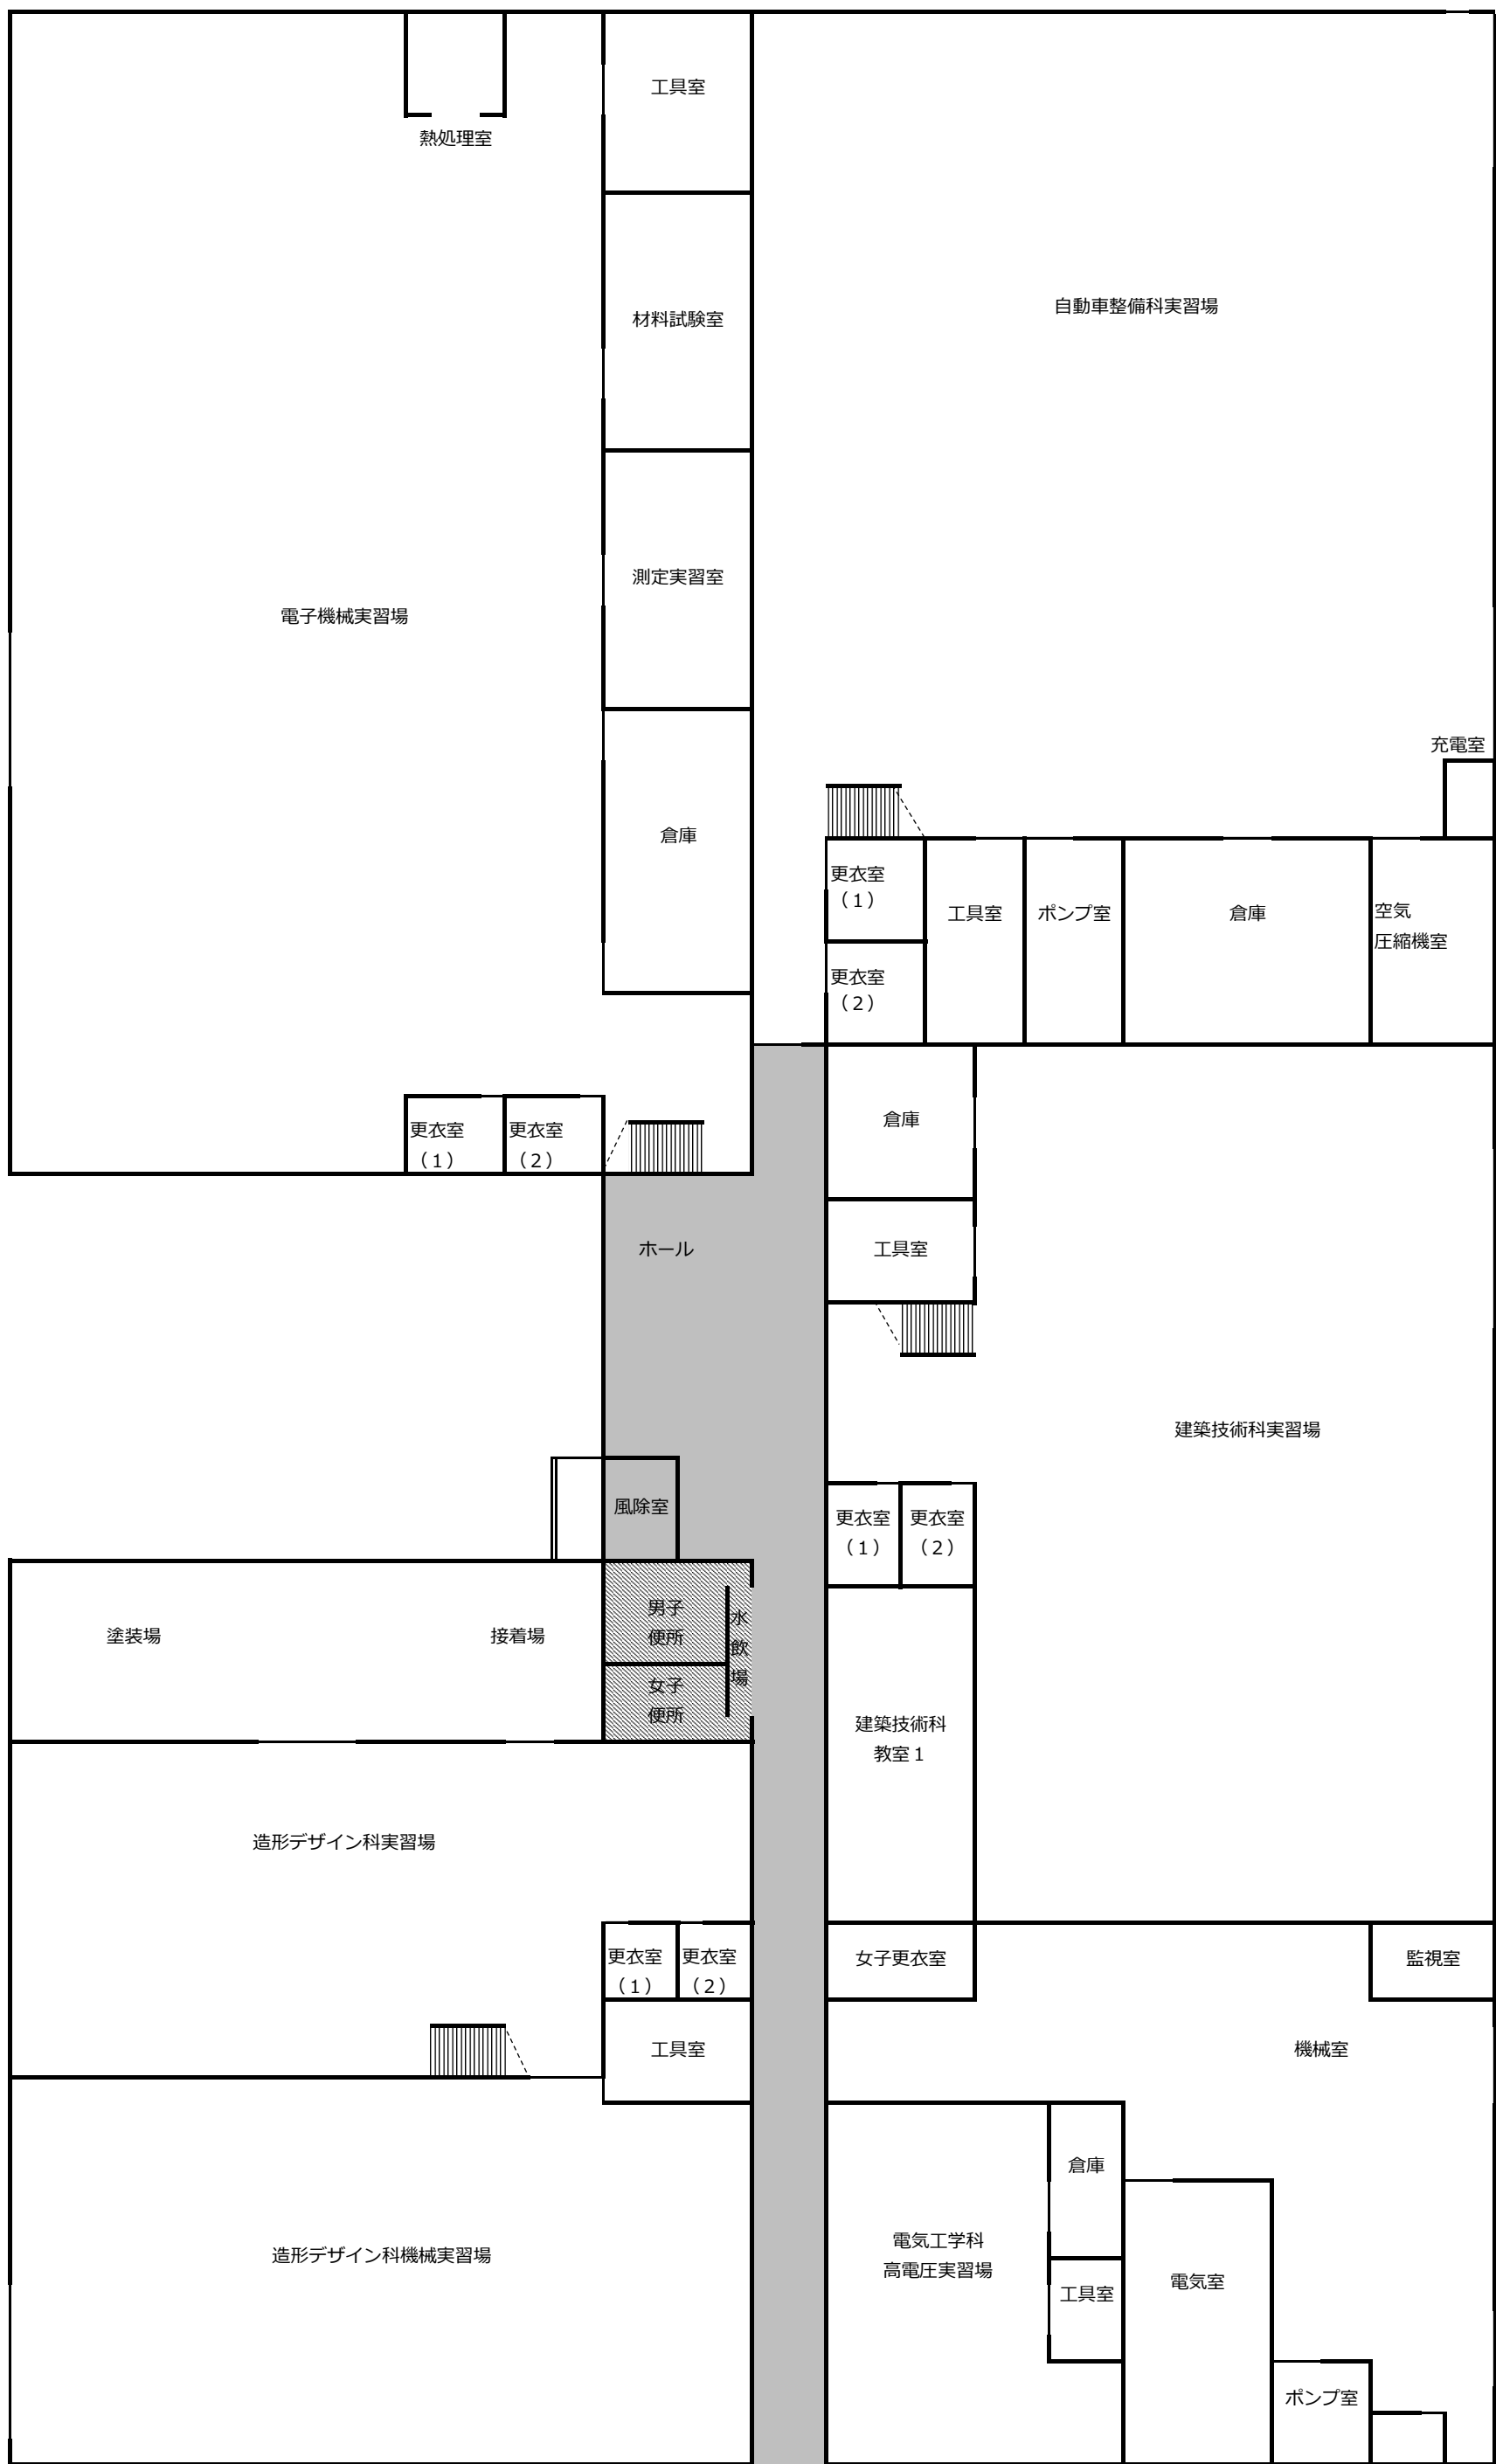 工具室
熱処理室
材料試験室
自動車整備科実習場
測定実習室
電子機械実習場
充電室
倉庫
更衣室
（１）
工具室
ポンプ室
倉庫
空気
圧縮機室
更衣室
（２）
倉庫
更衣室
（１）
更衣室
（２）
ホール
工具室
建築技術科実習場
風除室
更衣室
（１）
更衣室
（２）
塗装場
接着場
男子
便所
女子
便所
水
飲
場
建築技術科
教室１
造形デザイン科実習場
更衣室
（１）
更衣室
（２）
女子更衣室
監視室
工具室
機械室
倉庫
電気工学科
高電圧実習場
造形デザイン科機械実習場
工具室
電気室
ポンプ室